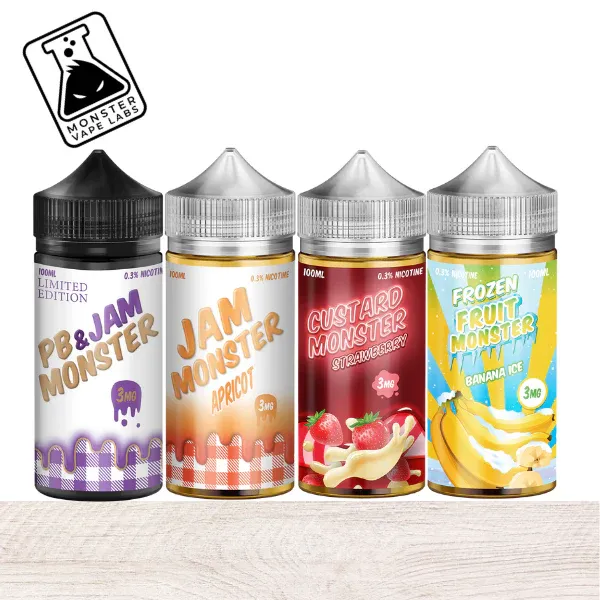 MONSTER
VAPE LABS
100ML 0.3% NICOTINE
LIMITED
EDITION
PB & JAM
MONSTER
3MG
0.3% NICOTINE
JAM
MONSTER
APRICOT
3MG
100ML 0.3% NICOTINE
CUSTARD
MONSTER
STRAWBERRY
3MG
0.3% NICOTINE 100ML
FROZEN
FRUIT
MONSTER
BANANA ICE
3MG